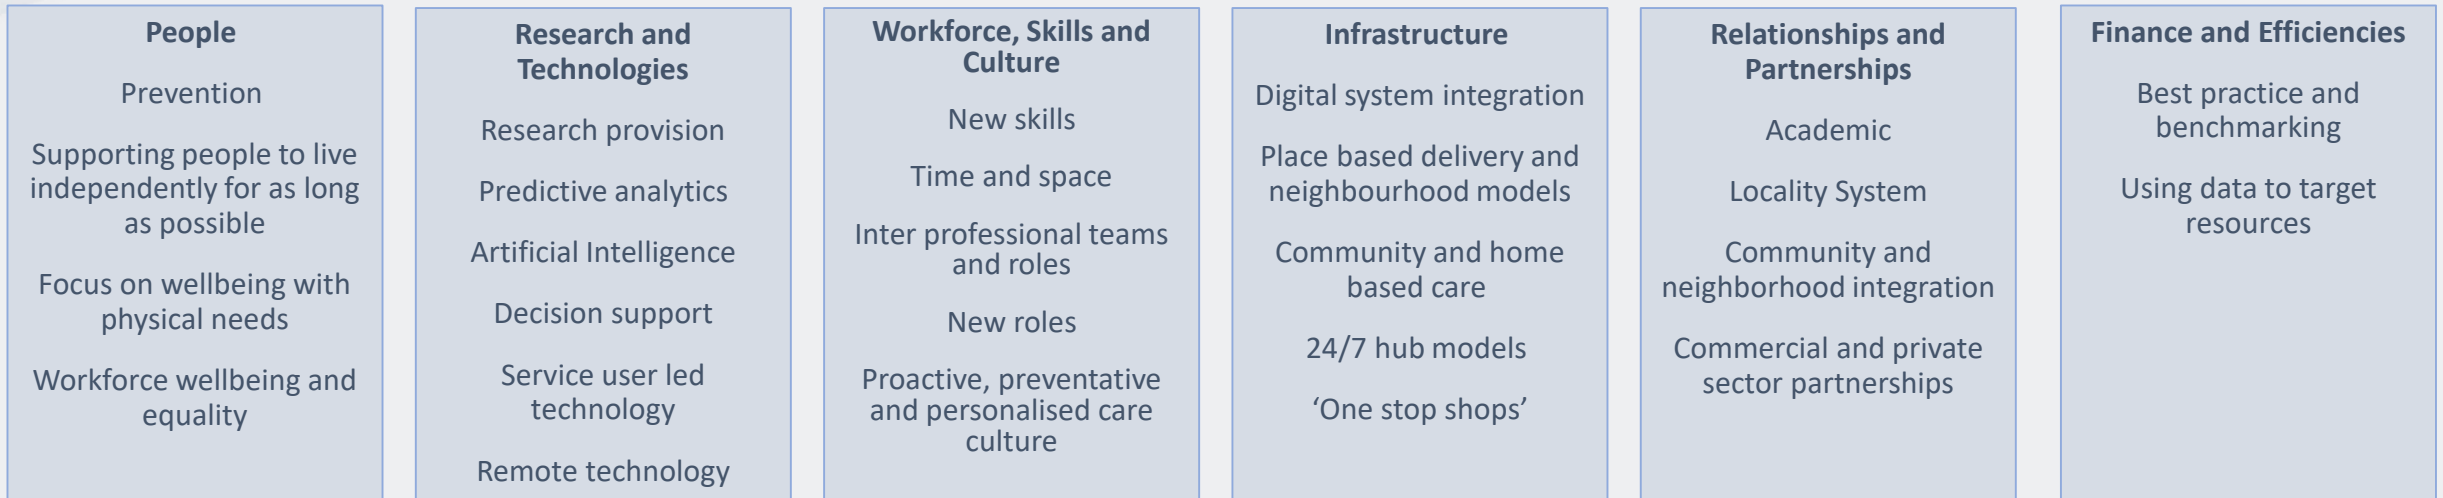 People
Prevention
Supporting people to live
independently for as long
as possible
Focus on wellbeing with
physical needs
Workforce wellbeing and
equality
Research and
Technologies
Research provision
Predictive analytics
Artificial Intelligence
Decision support
Service user led
technology
Remote technology
Workforce, Skills and
Culture
New skills
Time and space
Inter professional teams
and roles
New roles
Proactive, preventative
and personalised care
culture
Infrastructure
Digital system integration
Place based delivery and
neighbourhood models
Community and home
based care
24/7 hub models
‘One stop shops’
Relationships and
Partnerships
Academic
Locality System
Community and
neighborhood integration
Commercial and private
sector partnerships
Finance and Efficiencies
Best practice and
benchmarking
Using data to target
resources